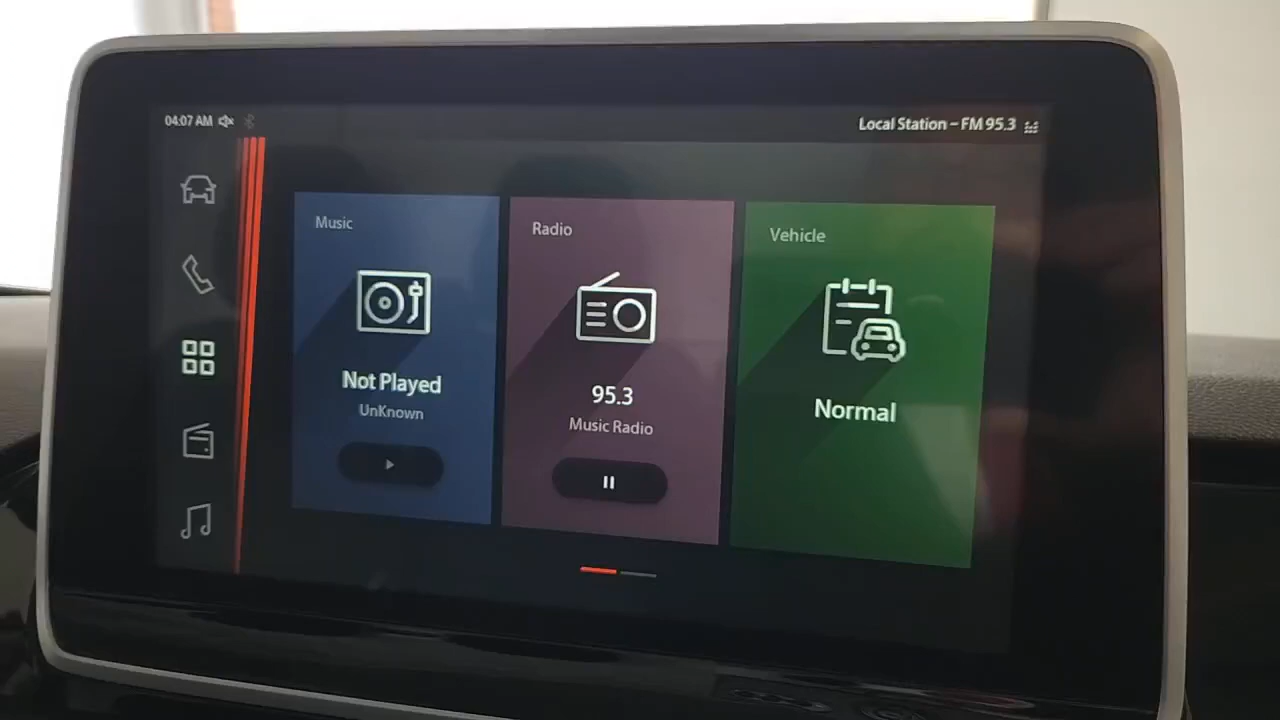 04:07 AM
Local Station – FM 95.3
Music
Not Played
UnKnown
Radio
95.3
Music Radio
Vehicle
Normal